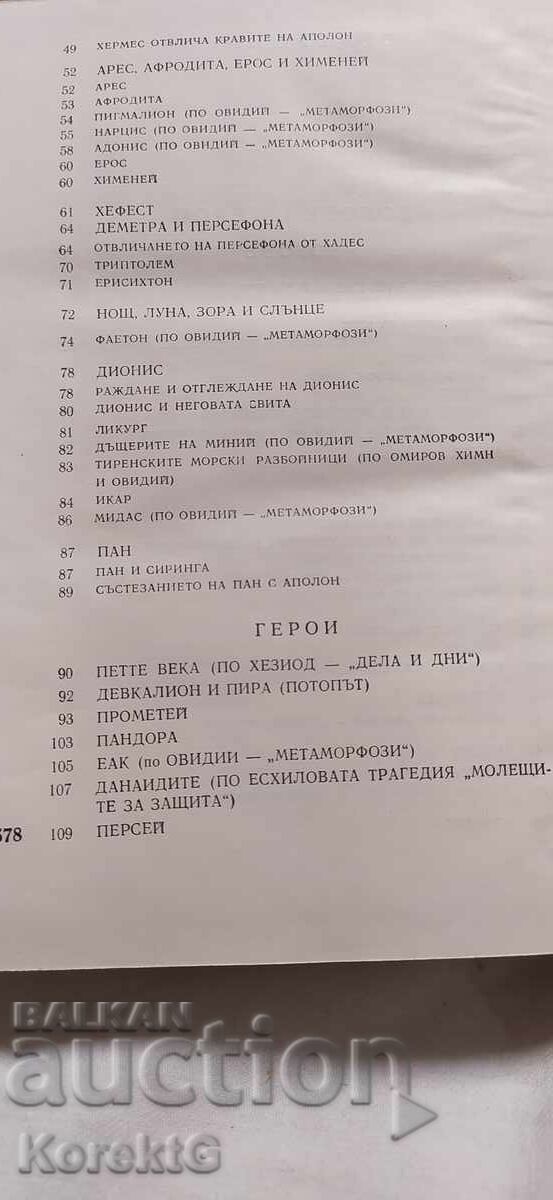 49 ХЕРМЕС ОТВЛИЧА КРАВИТЕ НА АПОЛОН
52 АРЕС, АФРОДИТА, ЕРОС И ХИМЕНЕЙ
52 АРЕС
53 АФРОДИТА
54 ПИГМАЛИОН (ПО ОВИДИЙ — „МЕТАМОРФОЗИ“)
55 НАРЦИС (ПО ОВИДИЙ — „МЕТАМОРФОЗИ“)
58 АДОНИС (ПО ОВИДИЙ — „МЕТАМОРФОЗИ“)
60 ЕРОС
60 ХИМЕНЕЙ
61 ХЕФЕСТ
64 ДЕМЕТРА И ПЕРСЕФОНА
64 ОТВЛИЧАНЕТО НА ПЕРСЕФОНА ОТ ХАДЕС
70 ТРИПТОЛЕМ
71 ЕРИСИХТОН
72 НОЩ, ЛУНА, ЗОРА И СЛЪНЦЕ
74 ФАЕТОН (ПО ОВИДИЙ — „МЕТАМОРФОЗИ“)
78 ДИОНИС
78 РАЖДАНЕ И ОТГЛЕЖДАНЕ НА ДИОНИС
80 ДИОНИС И НЕГОВАТА СВИТА
81 ЛИКУРГ
82 ДЪЩЕРИТЕ НА МИНИЙ (ПО ОВИДИЙ — „МЕТАМОРФОЗИ“)
83 ТИРЕНСКИТЕ МОРСКИ РАЗБОЙНИЦИ (ПО ОМИРОВ ХИМН
И ОВИДИЙ)
84 ИКАР
86 МИДАС (ПО ОВИДИЙ — „МЕТАМОРФОЗИ“)
87 ПАН
87 ПАН И СИРИНГА
89 СЪСТЕЗАНИЕТО НА ПАН С АПОЛОН
ГЕРОИ
90 ПЕТТЕ ВЕКА (ПО ХЕЗИОД — „ДЕЛА И ДНИ“)
92 ДЕВКАЛИОН И ПИРА (ПОТОПЪТ)
93 ПРОМЕТЕЙ
103 ПАНДОРА
105 ЕАК (по ОВИДИЙ — „МЕТАМОРФОЗИ“)
107 ДАНАИДИТЕ (ПО ЕСХИЛОВАТА ТРАГЕДИЯ „МОЛЕЩИ-
ТЕ ЗА ЗАЩИТА“)
578 109 ПЕРСЕЙ
BALKAN
auction
KorektG